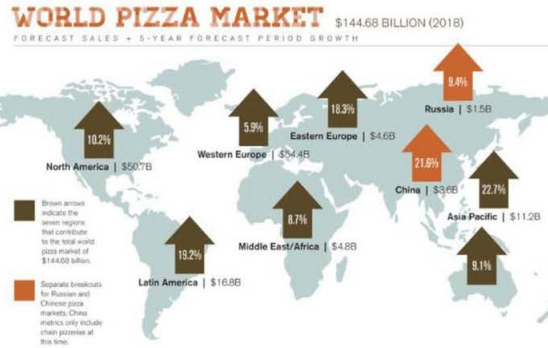 WORLD PIZZA MARKET $144.68 BILLION (2018)
FORECAST SALES + 5-YEAR FORECAST PERIOD GROWTH
9.4%
Russia | $1.5B
18.3%
Eastern Europe | $4.6B
5.9%
Western Europe | $54.4B
10.2%
North America | $50.7B
21.6%
China | $3.6B
22.7%
Asia Pacific | $11.2B
8.7%
Middle East/Africa | $4.8B
19.2%
Latin America | $16.8B
9.1%
Brown arrows
indicate the
seven regions
that contribute
to the total world
pizza market of
$144.68 billion.
Separate breakouts
for Russian and
Chinese pizza
markets. China
metrics only include
chain pizzerias at
this time.